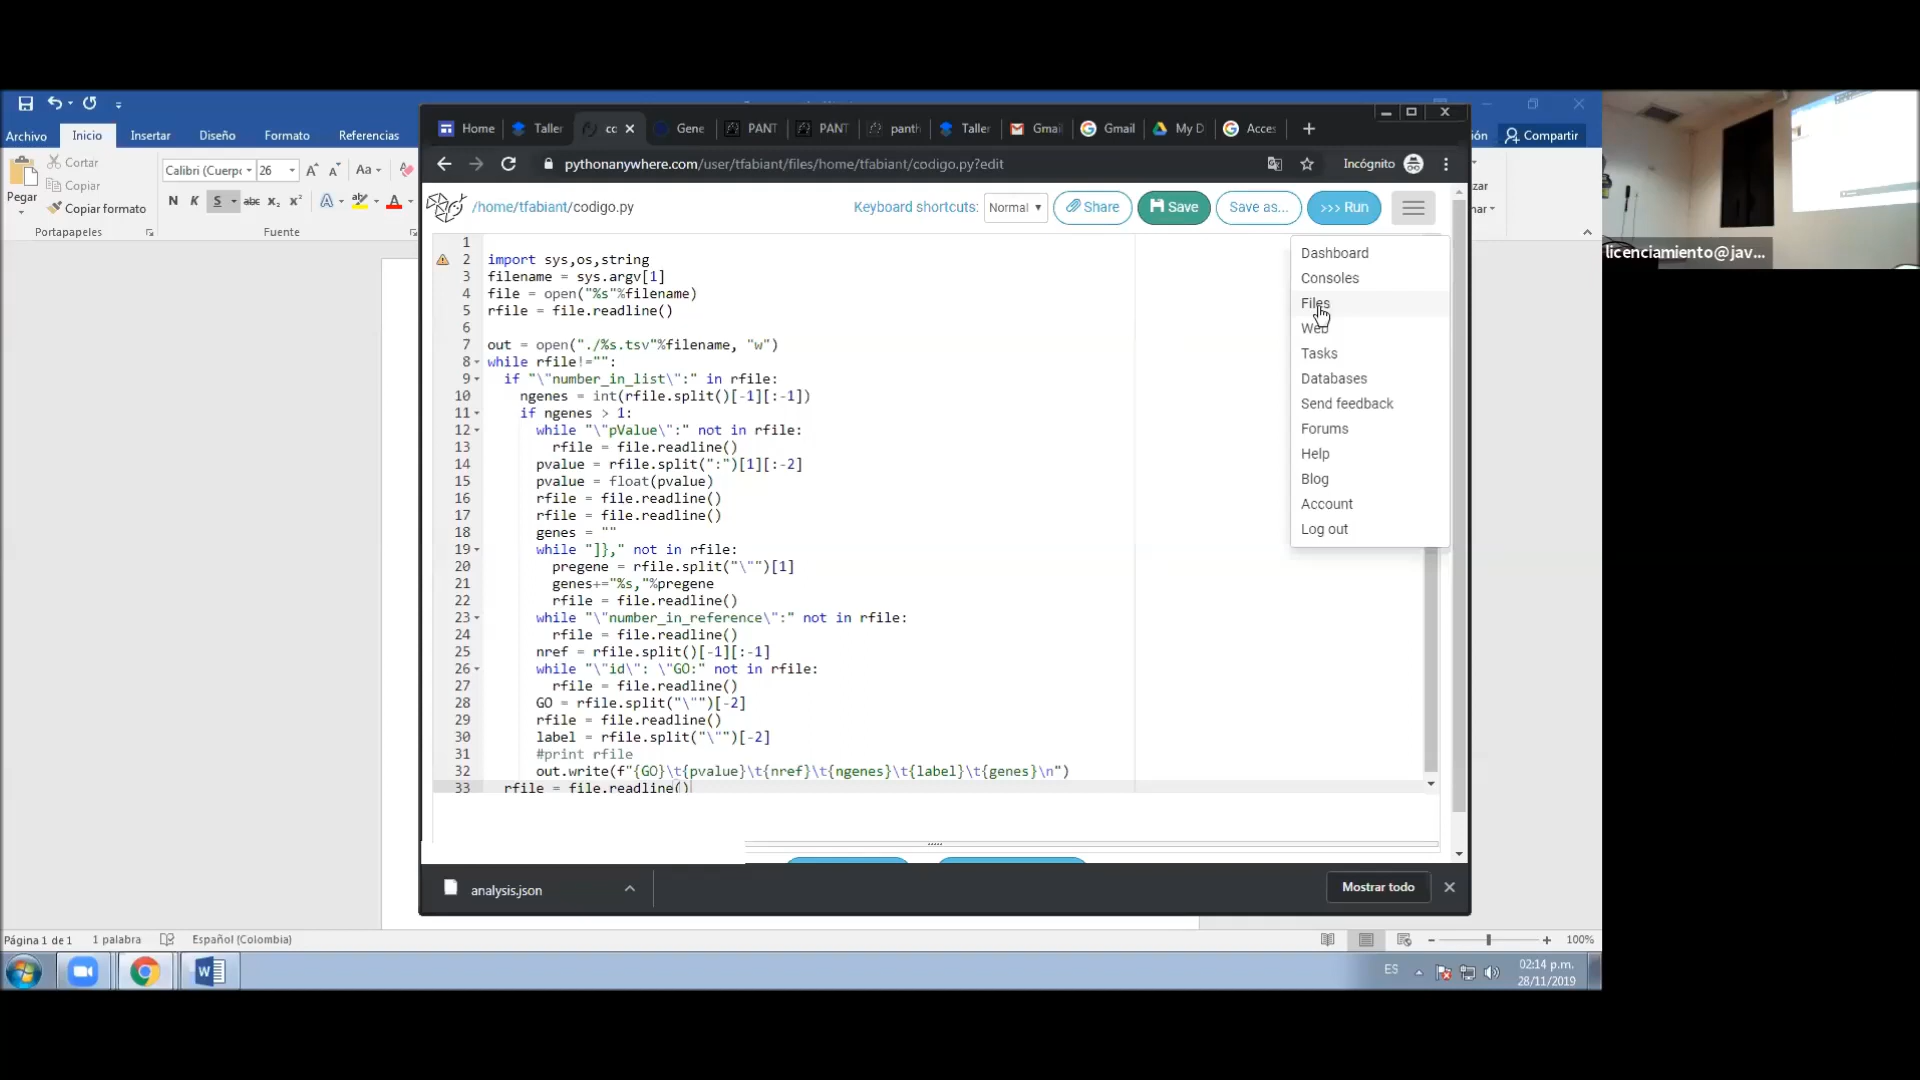 Archivo
Inicio
Insertar
Diseño
Formato
Referencias
Compartir
Pegar
Cortar
Copiar
Copiar formato
Portapapeles
Calibri (Cuerpo
26
Aa
N K S abc x₂ x²
A
Fuente
Home
Taller
cc
Gene
PANT
PANT
panth
Taller
Gmai
Gmail
My D
Acces
pythonanywhere.com/user/tfabiant/files/home/tfabiant/codigo.py?edit
Incógnito
/home/tfabiant/codigo.py
Keyboard shortcuts:
Normal
Share
Save
Save as...
>>> Run
1
2 import sys,os,string
3 filename = sys.argv[1]
4 file = open("%s"%filename)
5 rfile = file.readline()
6
7 out = open("./%s.tsv"%filename, "w")
8 while rfile!="":
9 if "\"number_in_list\":" in rfile:
10 ngenes = int(rfile.split()[-1][:-1])
11 if ngenes > 1:
12 while "\"pValue\":" not in rfile:
13 rfile = file.readline()
14 pvalue = rfile.split(":")[1][:-2]
15 pvalue = float(pvalue)
16 rfile = file.readline()
17 rfile = file.readline()
18 genes = ""
19 while "]}," not in rfile:
20 pregene = rfile.split("\"")[1]
21 genes+="%s,"%pregene
22 rfile = file.readline()
23 while "\"number_in_reference\":" not in rfile:
24 rfile = file.readline()
25 nref = rfile.split()[-1][:-1]
26 while "\"id\": \"GO:" not in rfile:
27 rfile = file.readline()
28 GO = rfile.split("\"")[-2]
29 rfile = file.readline()
30 label = rfile.split("\"")[-2]
31 #print rfile
32 out.write(f"{GO}\t{pvalue}\t{nref}\t{ngenes}\t{label}\t{genes}\n")
33 rfile = file.readline()
Dashboard
Consoles
Files
Web
Tasks
Databases
Send feedback
Forums
Help
Blog
Account
Log out
licenciamiento@jav...
analysis.json
Mostrar todo
Página 1 de 1
1 palabra
Español (Colombia)
100%
ES
02:14 p.m.
28/11/2019